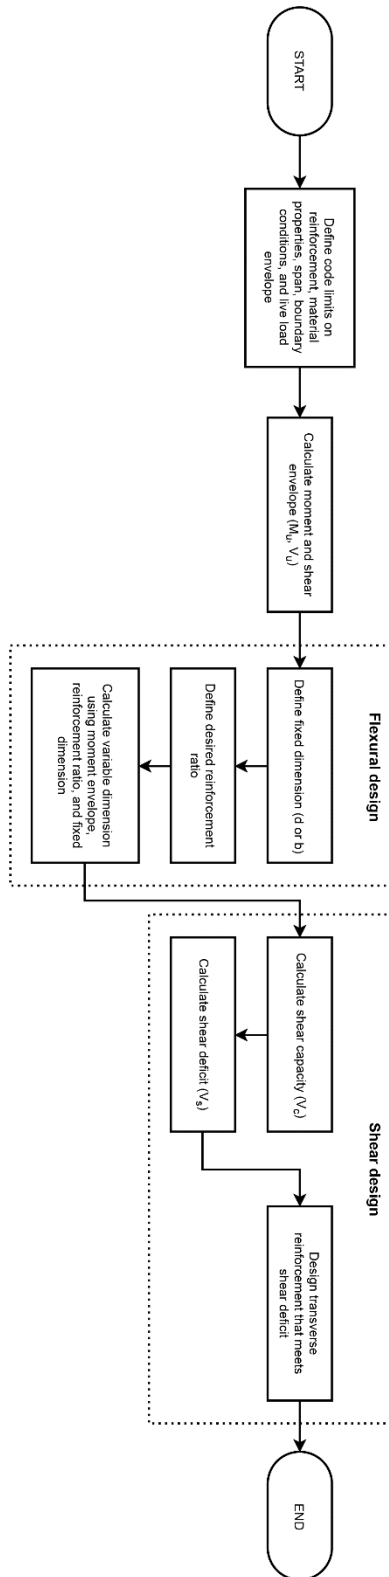 START
Define code limits on
reinforcement, material
properties, span, boundary
conditions, and live load
envelope
Calculate moment and shear
envelope (Mᵤ, Vᵤ)
Flexural design
Define fixed dimension (d or b)
Define desired reinforcement
ratio
Calculate variable dimension
using moment envelope,
reinforcement ratio, and fixed
dimension
Shear design
Calculate shear capacity (V꜀)
Calculate shear deficit (Vₛ)
Design transverse
reinforcement that meets
shear deficit
END